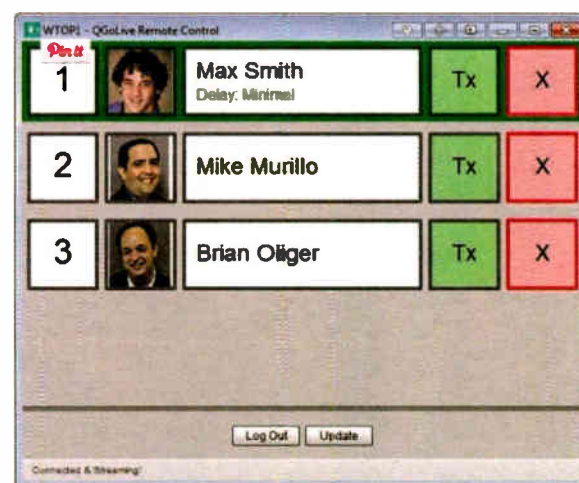 WTOP1 - QGoLive Remote Control
Pin it
1
Max Smith
Delay: Minimal
Tx
X
2
Mike Murillo
Tx
X
3
Brian Oliger
Tx
X
Log Out
Update
Connected & Streaming!